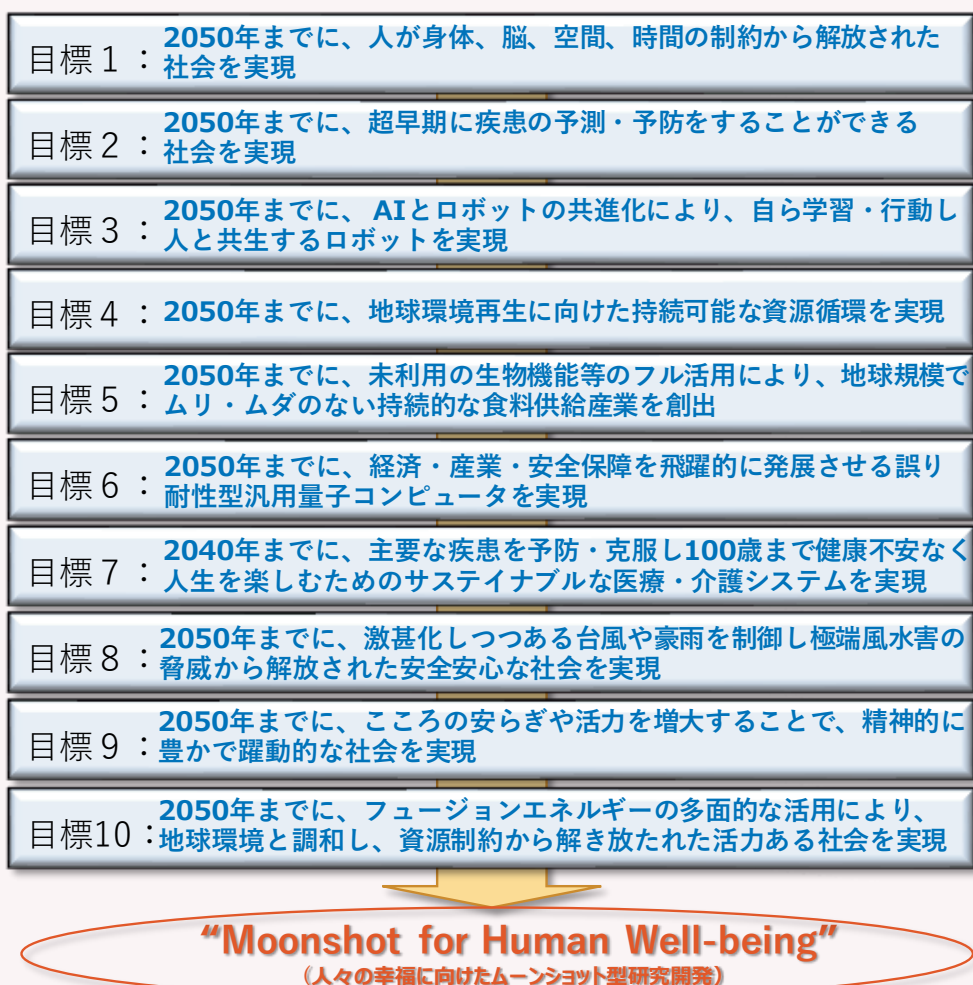 目標１：2050年までに、人が身体、脳、空間、時間の制約から解放された
社会を実現
目標２：2050年までに、超早期に疾患の予測・予防をすることができる
社会を実現
目標３：2050年までに、AIとロボットの共進化により、自ら学習・行動し
人と共生するロボットを実現
目標４：2050年までに、地球環境再生に向けた持続可能な資源循環を実現
目標５：2050年までに、未利用の生物機能等のフル活用により、地球規模で
ムリ・ムダのない持続的な食料供給産業を創出
目標６：2050年までに、経済・産業・安全保障を飛躍的に発展させる誤り
耐性型汎用量子コンピュータを実現
目標７：2040年までに、主要な疾患を予防・克服し100歳まで健康不安なく
人生を楽しむためのサステイナブルな医療・介護システムを実現
目標８：2050年までに、激甚化しつつある台風や豪雨を制御し極端風水害の
脅威から解放された安全安心な社会を実現
目標９：2050年までに、こころの安らぎや活力を増大することで、精神的に
豊かで躍動的な社会を実現
目標10：2050年までに、フュージョンエネルギーの多面的な活用により、
地球環境と調和し、資源制約から解き放たれた活力ある社会を実現
“Moonshot for Human Well-being”
（人々の幸福に向けたムーンショット型研究開発）